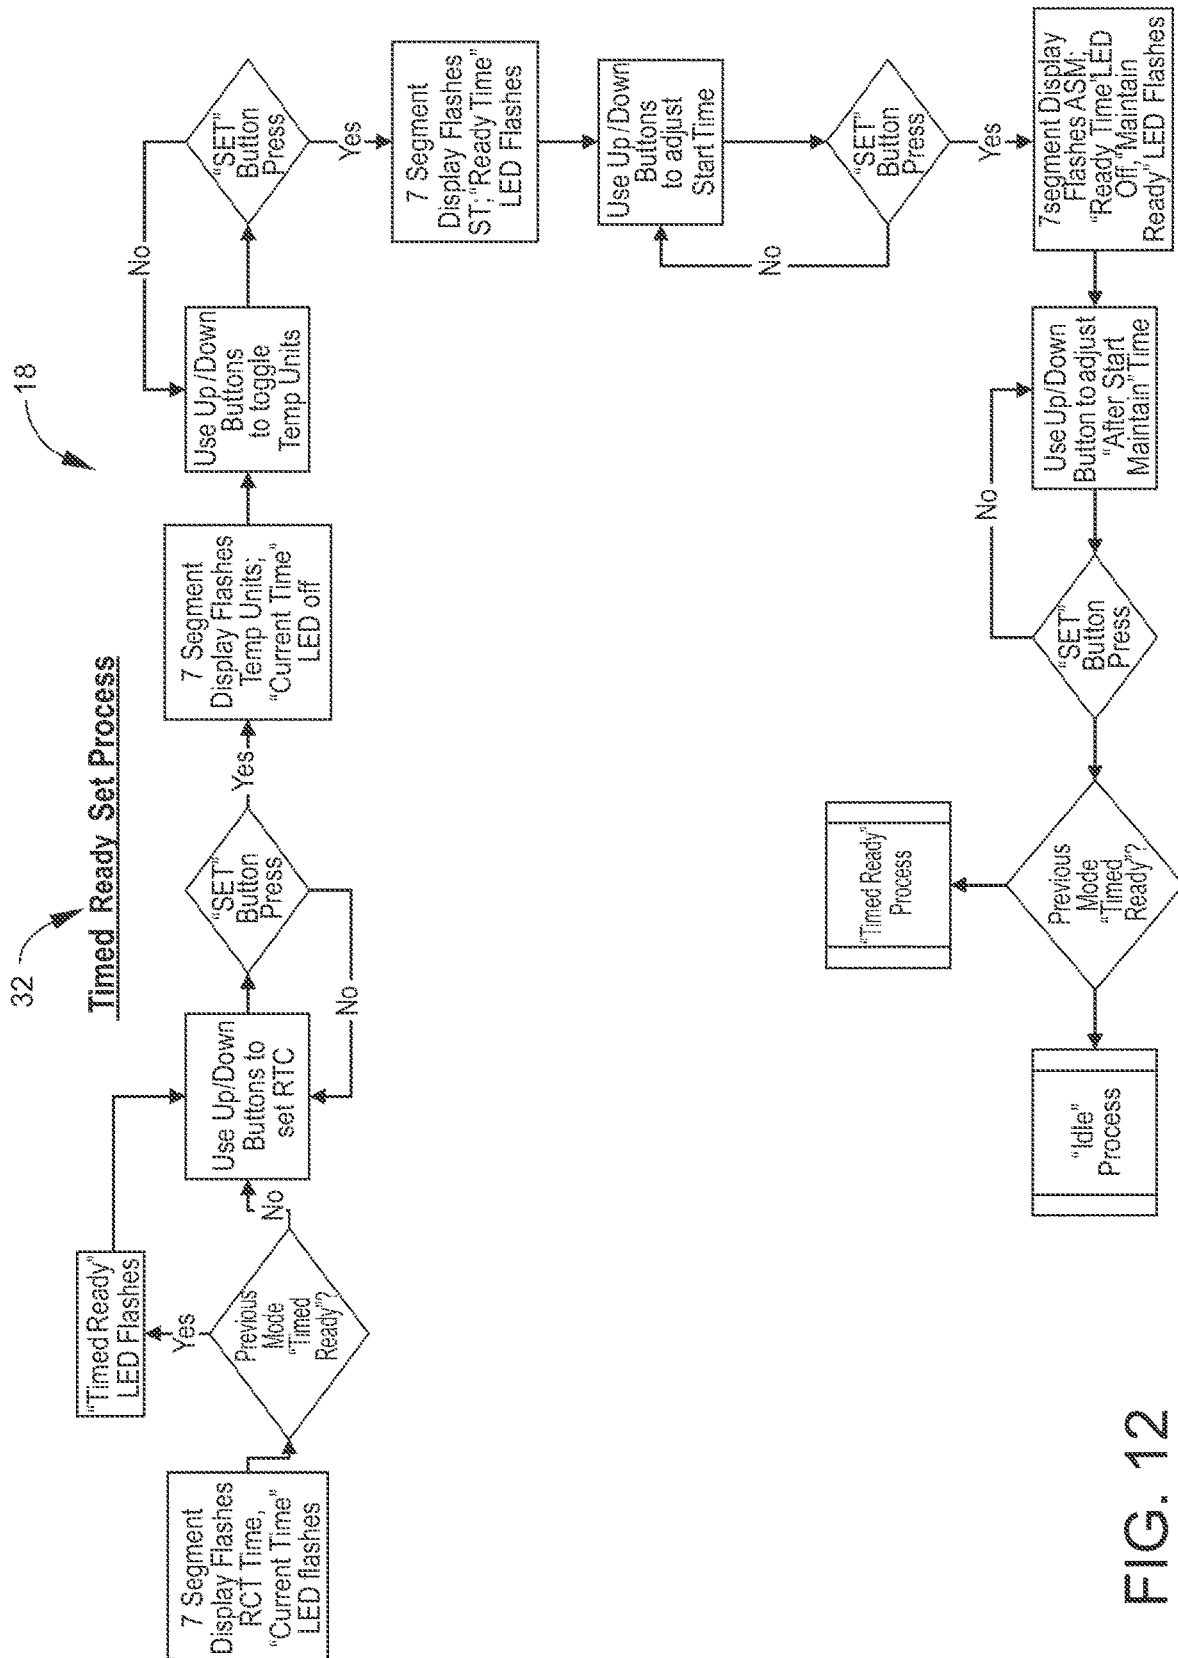 18
32
Timed Ready Set Process
7 Segment
Display Flashes
RCT Time,
“Current Time”
LED flashes
Previous
Mode
“Timed
Ready”?
Yes
“Timed Ready”
LED Flashes
No
Use Up/Down
Buttons to
set RTC
“SET”
Button
Press
No
Yes
7 Segment
Display Flashes
Temp Units;
“Current Time”
LED off
Use Up/Down
Buttons
to toggle
Temp Units
“SET”
Button
Press
No
Yes
7 Segment
Display Flashes
ST; “Ready Time”
LED Flashes
Use Up/Down
Buttons
to adjust
Start Time
“SET”
Button
Press
No
Yes
7segment Display
Flashes ASM;
“Ready Time”LED
Off, “Maintain
Ready”LED Flashes
Use Up/Down
Button to adjust
“After Start
Maintain”Time
“SET”
Button
Press
No
Previous
Mode
“Timed
Ready”?
“Timed Ready”
Process
“Idle”
Process
FIG. 12